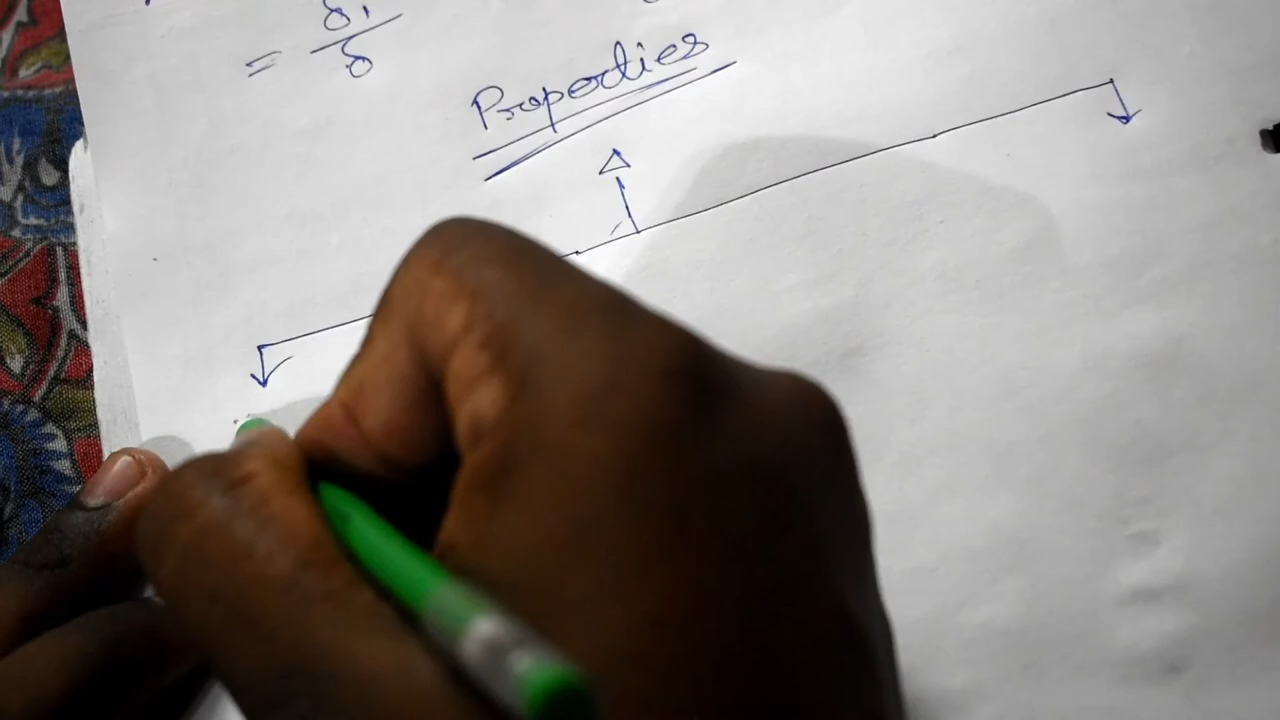 = δ₁/δ
Properties
Δ